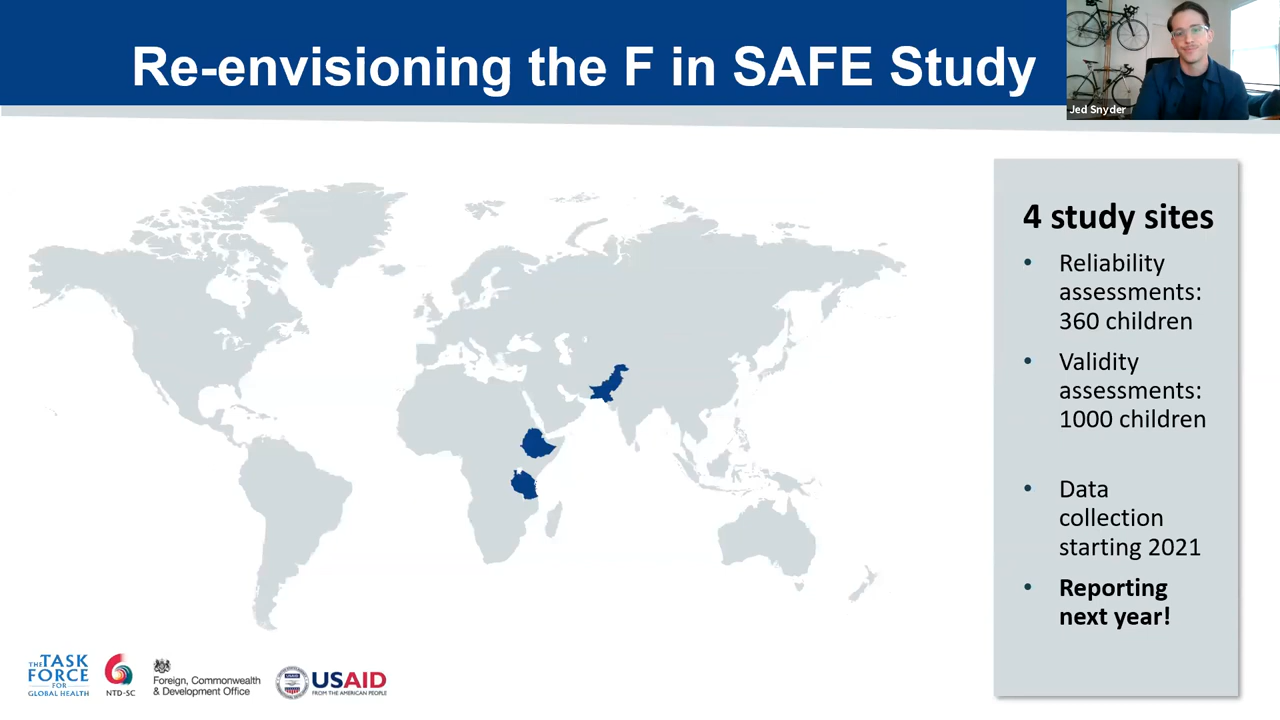 Re-envisioning the F in SAFE Study
Jed Snyder
4 study sites
• Reliability
assessments:
360 children
• Validity
assessments:
1000 children
• Data
collection
starting 2021
• Reporting
next year!
THE TASK
FORCE
FOR
GLOBAL HEALTH
NTD-SC
Foreign, Commonwealth
& Development Office
USAID
FROM THE AMERICAN PEOPLE